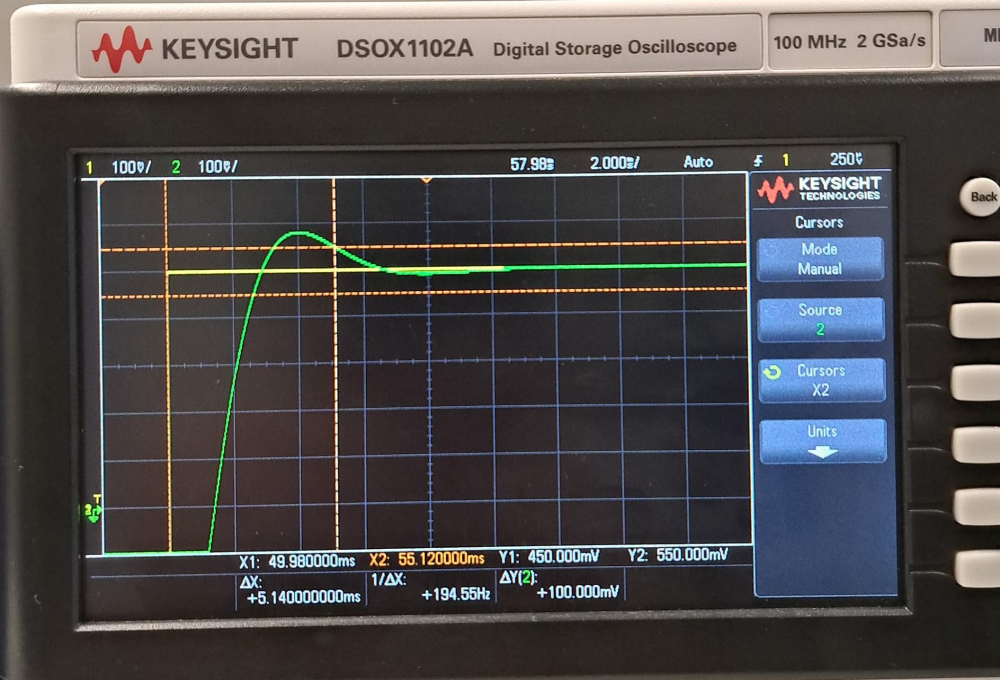 KEYSIGHT DSOX1102A Digital Storage Oscilloscope 100 MHz 2 GSa/s
1 100mV/ 2 100mV/ 57.98ms 2.000ms/ Auto 1 250mV
KEYSIGHT
TECHNOLOGIES
Back
Cursors
Mode
Manual
Source
2
Cursors
X2
Units
T
2
X1: 49.980000ms X2: 55.120000ms Y1: 450.000mV Y2: 550.000mV
ΔX: 1/ΔX: ΔY(2):
+5.140000000ms +194.55Hz +100.000mV